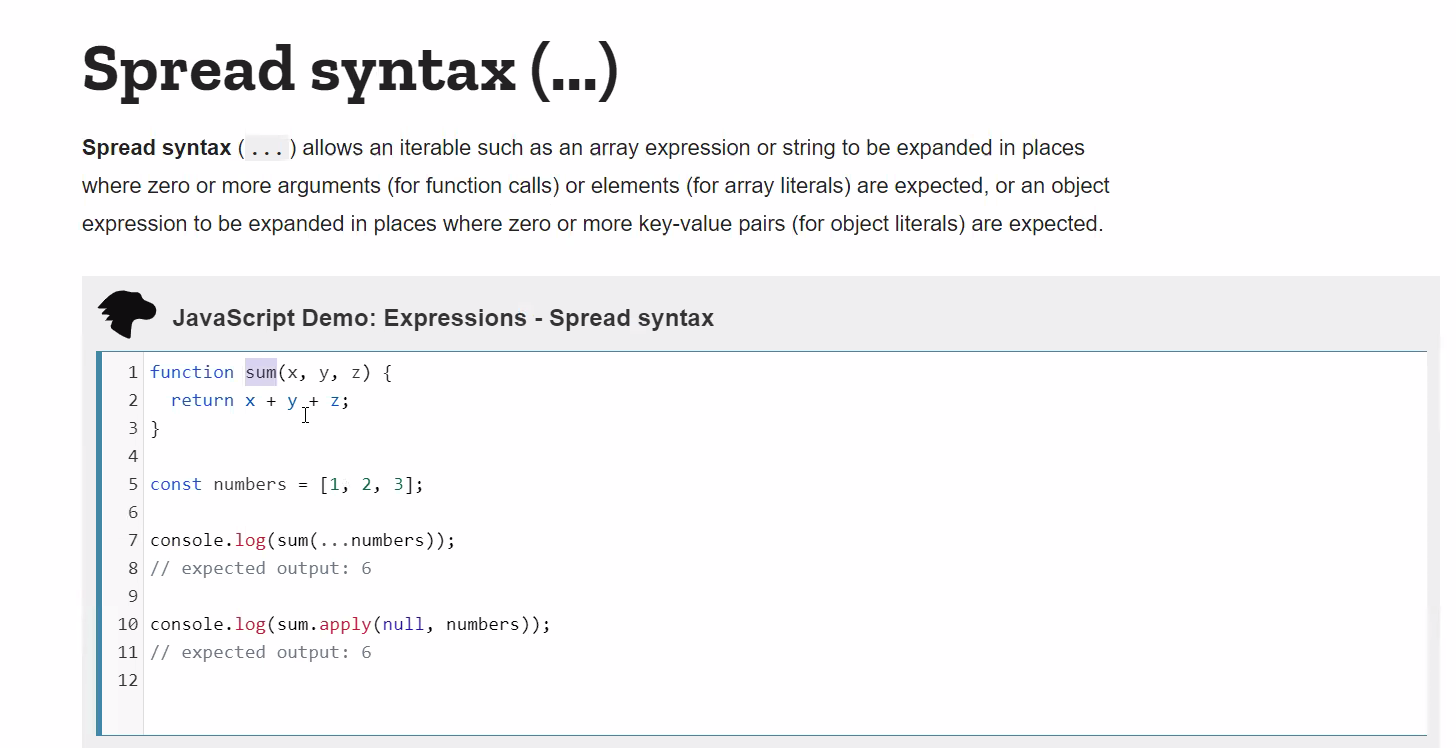 Spread syntax (...)
Spread syntax (...) allows an iterable such as an array expression or string to be expanded in places
where zero or more arguments (for function calls) or elements (for array literals) are expected, or an object
expression to be expanded in places where zero or more key-value pairs (for object literals) are expected.
JavaScript Demo: Expressions - Spread syntax
1 function sum(x, y, z) {
2   return x + y + z;
3 }
4
5 const numbers = [1, 2, 3];
6
7 console.log(sum(...numbers));
8 // expected output: 6
9
10 console.log(sum.apply(null, numbers));
11 // expected output: 6
12